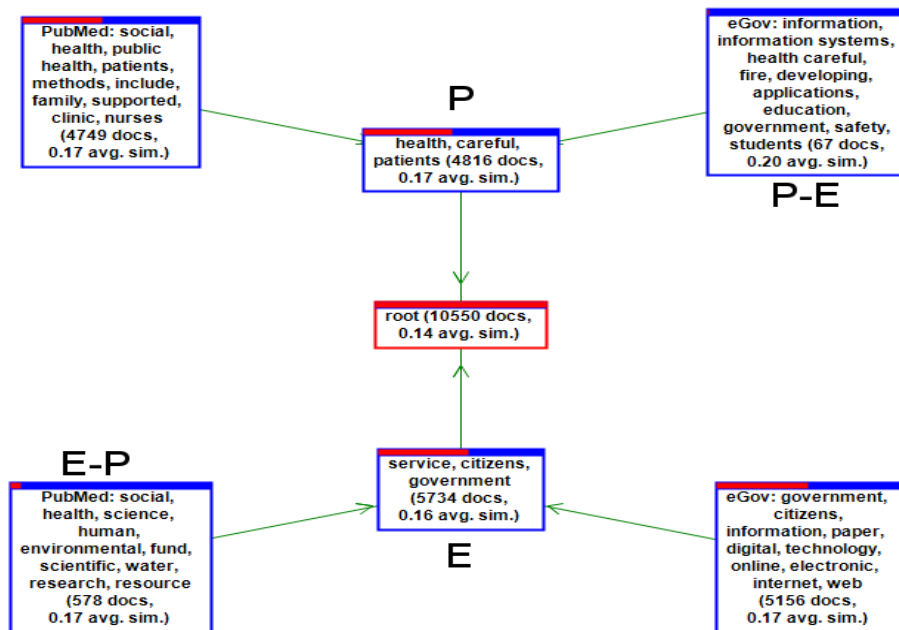 PubMed: social,
health, public
health, patients,
methods, include,
family, supported,
clinic, nurses
(4749 docs,
0.17 avg. sim.)
P
health, careful,
patients (4816 docs,
0.17 avg. sim.)
eGov: information,
information systems,
health careful,
fire, developing,
applications,
education,
government, safety,
students (67 docs,
0.20 avg. sim.)
P-E
root (10550 docs,
0.14 avg. sim.)
E-P
PubMed: social,
health, science,
human,
environmental, fund,
scientific, water,
research, resource
(578 docs,
0.17 avg. sim.)
service, citizens,
government
(5734 docs,
0.16 avg. sim.)
E
eGov: government,
citizens,
information, paper,
digital, technology,
online, electronic,
internet, web
(5156 docs,
0.17 avg. sim.)